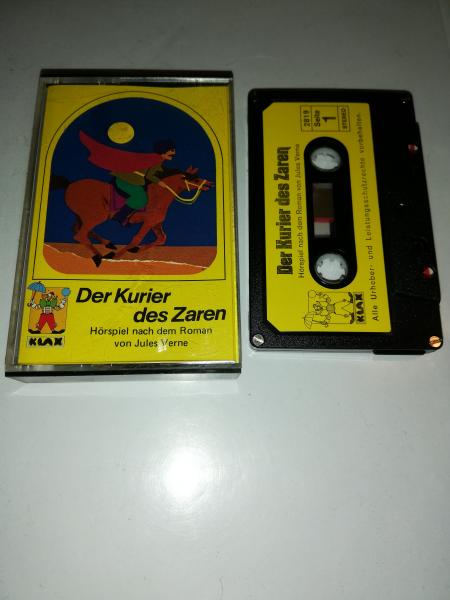 Der Kurier
des Zaren
Hörspiel nach dem Roman
von Jules Verne
KLAX
2819
Seite
1
STEREO
Der Kurier des Zaren
Hörspiel nach dem Roman von Jules Verne
KLAX
Alle Urheber- und Leistungsschutzrechte vorbehalten.